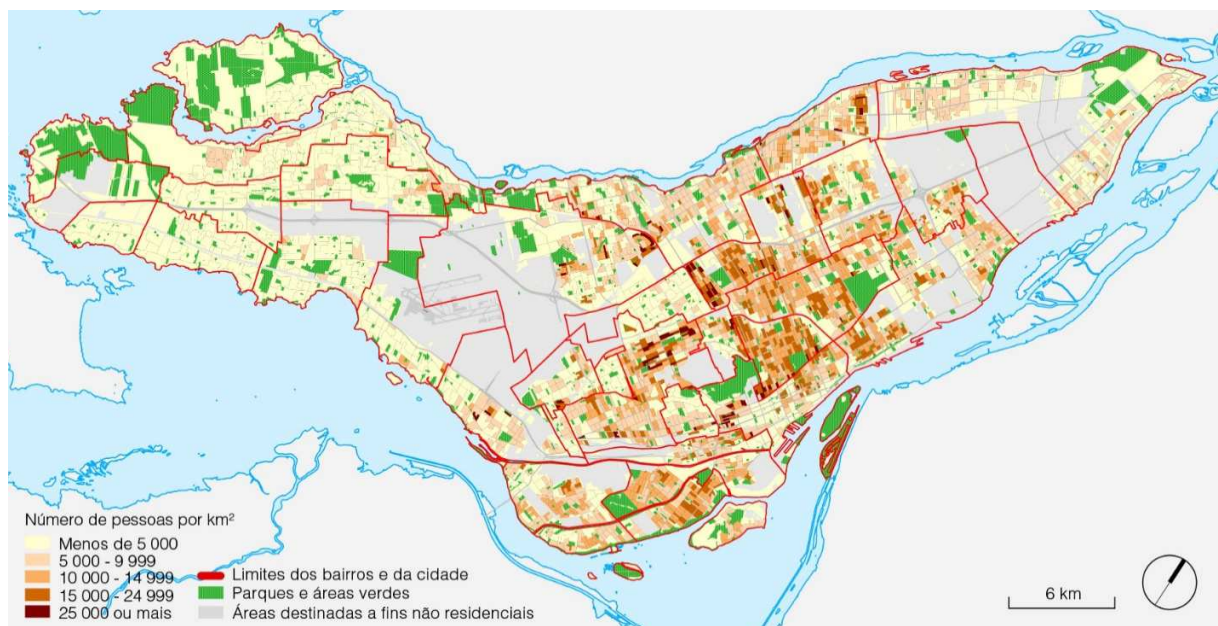 Número de pessoas por km²
Menos de 5 000
5 000 - 9 999
10 000 - 14 999
15 000 - 24 999
25 000 ou mais
Limites dos bairros e da cidade
Parques e áreas verdes
Áreas destinadas a fins não residenciais
6 km